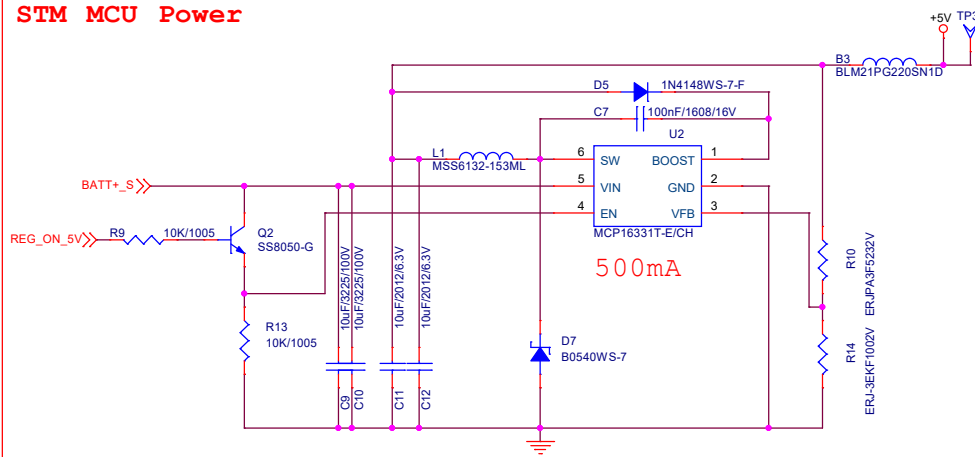 STM MCU Power
+5V TP3
B3
BLM21PG220SN1D
D5 1N4148WS-7-F
C7 100nF/1608/16V
U2
L1
MSS6132-153ML
6 SW BOOST 1
5 VIN GND 2
4 EN VFB 3
MCP16331T-E/CH
500mA
BATT+_S
REG_ON_5V
R9 10K/1005
Q2
SS8050-G
R13
10K/1005
10uF/3225/100V
10uF/3225/100V
10uF/2012/6.3V
10uF/2012/6.3V
C9
C10
C11
C12
D7
B0540WS-7
R10
ERJPA3F5232V
R14
ERJ-3EKF1002V